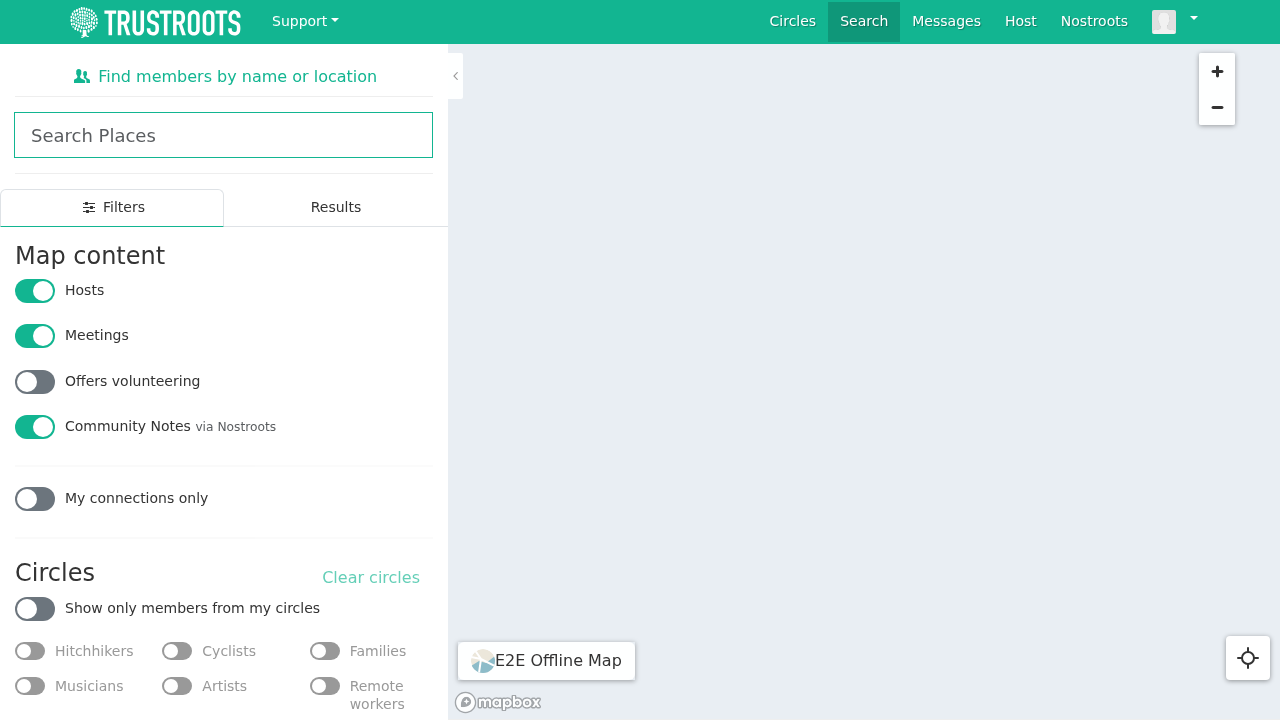 TRUSTROOTS
Support
Circles
Search
Messages
Host
Nostroots
Find members by name or location
Search Places
Filters
Results
Map content
Hosts
Meetings
Offers volunteering
Community Notes via Nostroots
My connections only
Circles
Clear circles
Show only members from my circles
Hitchhikers
Cyclists
Families
Musicians
Artists
Remote
workers
E2E Offline Map
mapbox